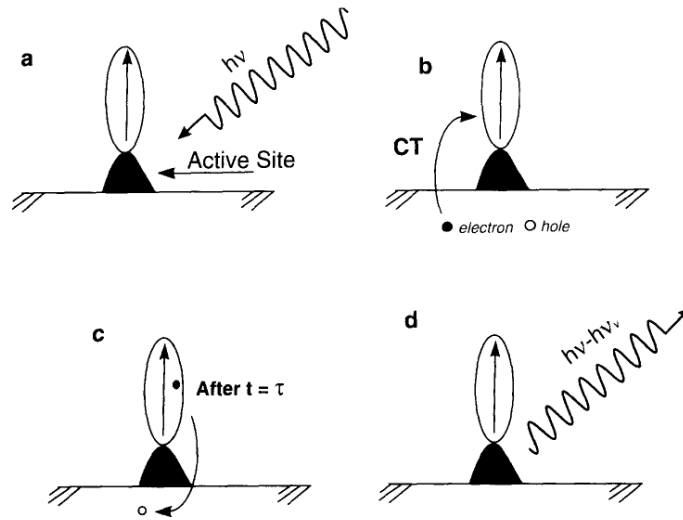 a
hν
Active Site
b
CT
electron
hole
c
After t = τ
d
hν-hνᵥ